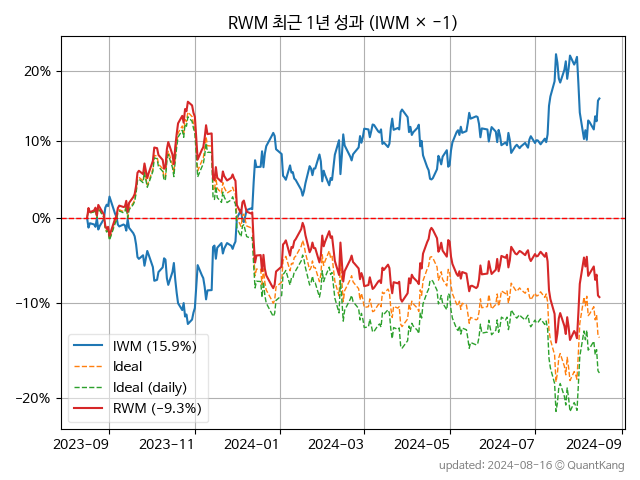 RWM 최근 1년 성과 (IWM × −1)
20%
10%
0%
−10%
−20%
IWM (15.9%)
Ideal
Ideal (daily)
RWM (−9.3%)
2023−09 2023−11 2024−01 2024−03 2024−05 2024−07 2024−09
updated: 2024−08−16 © QuantKang